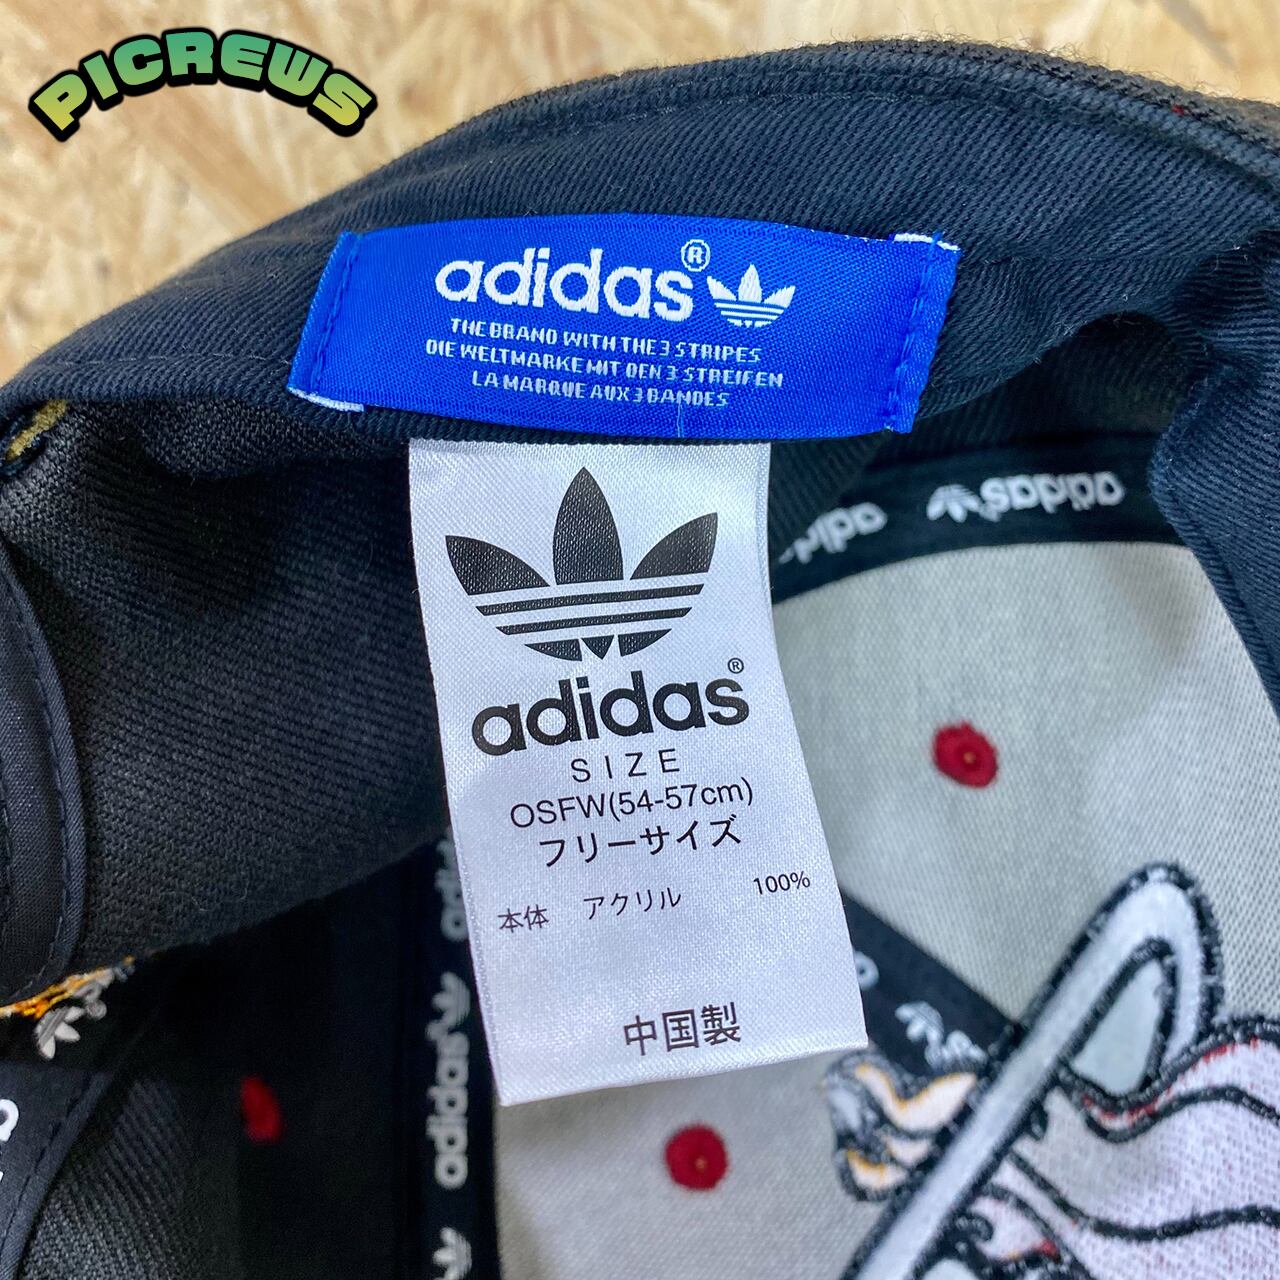 PICREWS
adidas®
THE BRAND WITH THE 3 STRIPES
DIE WELTMARKE MIT DEN 3 STREIFEN
LA MARQUE AUX 3 BANDES
adidas
adidas
adidas®
SIZE
OSFW(54-57cm)
フリーサイズ
本体 アクリル 100%
中国製
adidas